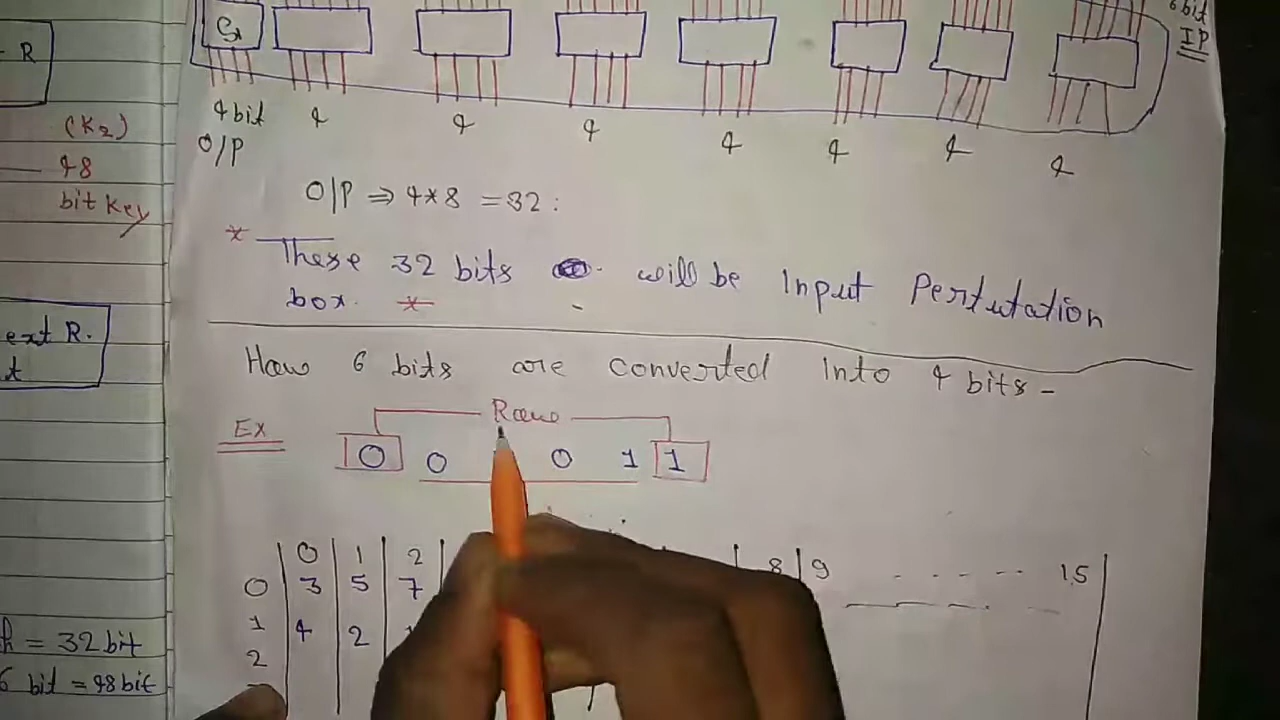 R
(K2)
48
bit key
ext R.
t
= 32 bit
6 bit = 48 bit
S1
6 bit
IP
4 bit 4 4 4 4 4 4 4
O/P
O/P ⇒ 4*8 = 32:
* These 32 bits will be Input Pertutation
box. *
How 6 bits are converted into 4 bits -
Row
Ex 0 0 0 1 1
0 1 2 8 9 ---- 15
0 3 5 7
1 4 2
2